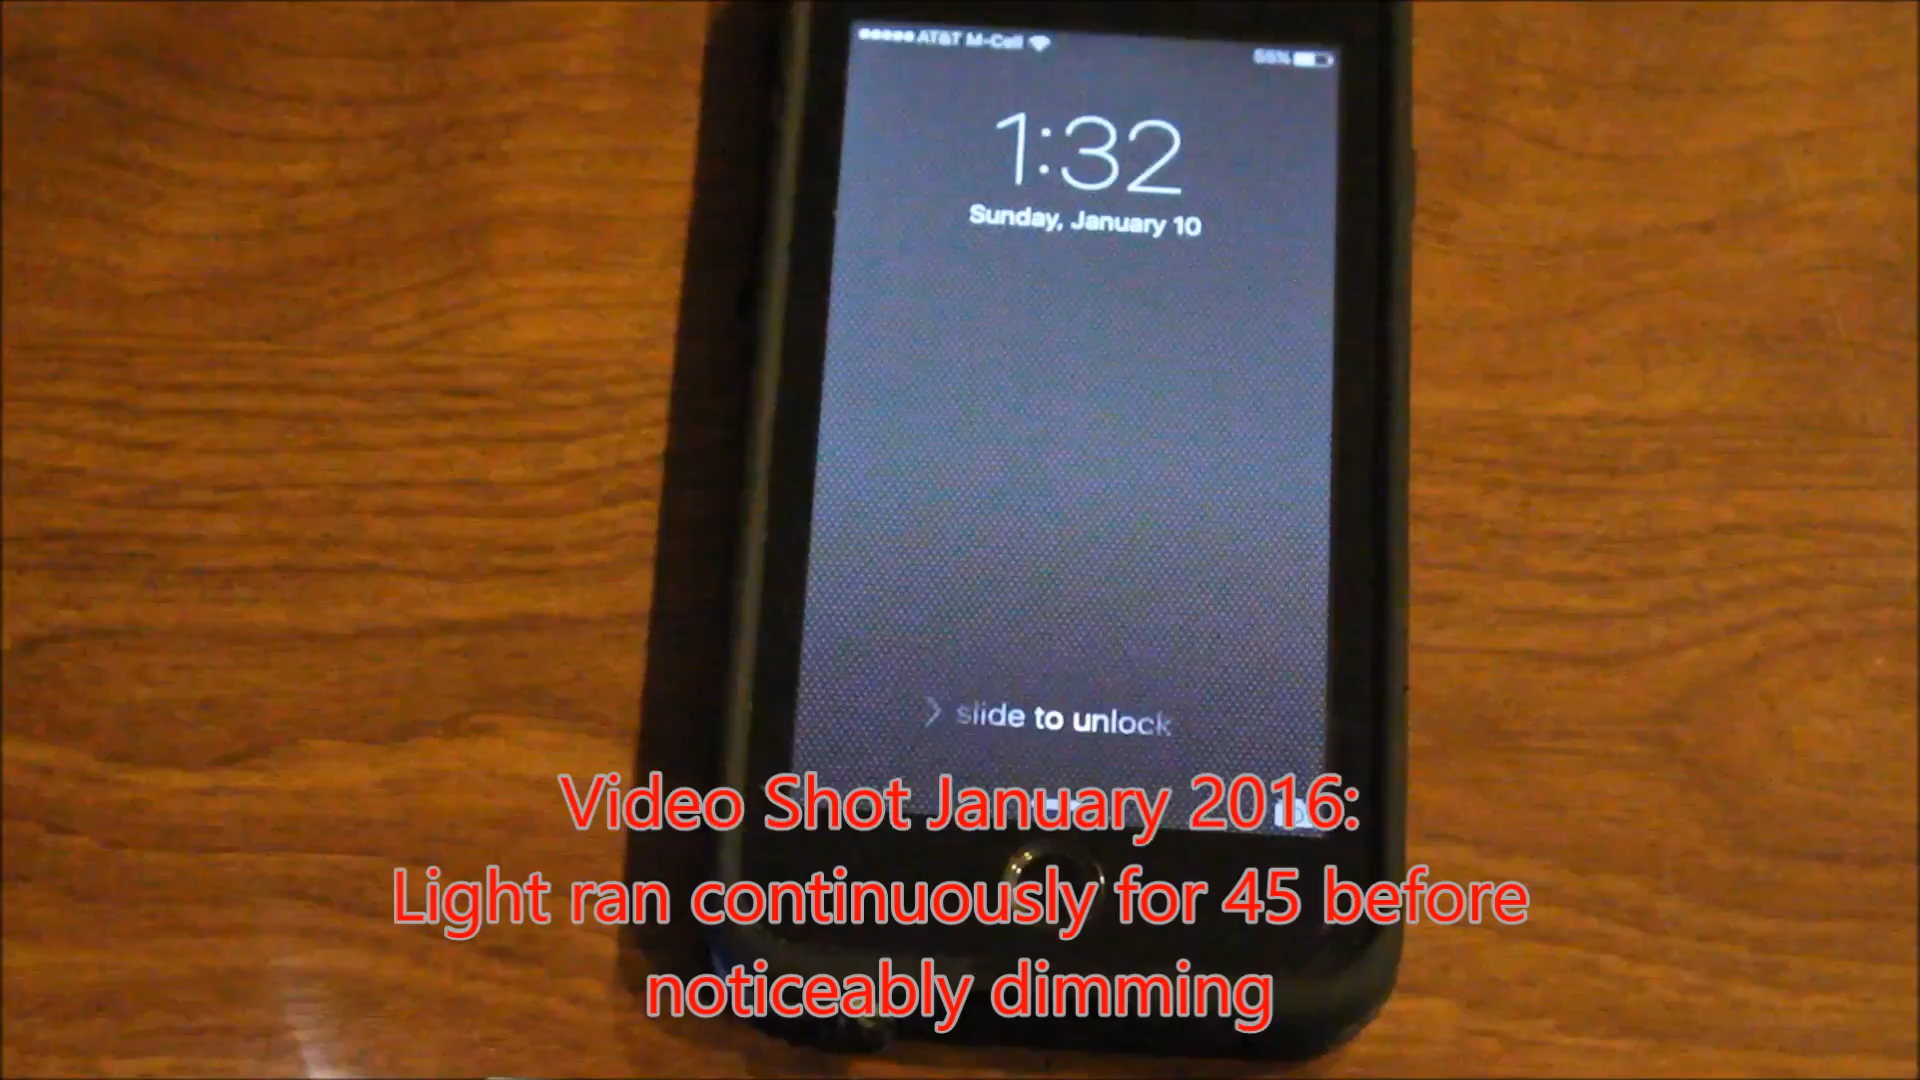 ●●●●● AT&T M-Cell 55%
1:32
Sunday, January 10
> slide to unlock
Video Shot January 2016:
Light ran continuously for 45 before
noticeably dimming